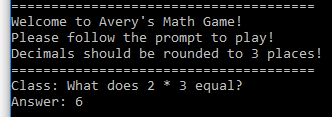 ======================================
Welcome to Avery's Math Game!
Please follow the prompt to play!
Decimals should be rounded to 3 places!
======================================
Class: What does 2 * 3 equal?
Answer: 6